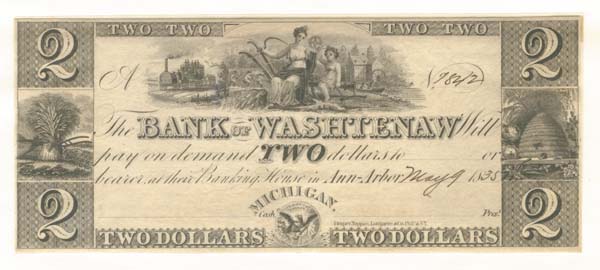 TWO TWO TWO TWO
2 2
A No 9842
The BANK OF WASHTENAW Will
pay on demand TWO dollars to or
bearer, at their Banking House in Ann-Arbor May 9 1835
MICHIGAN.
Cash Prest
2 2
TWO DOLLARS TWO DOLLARS